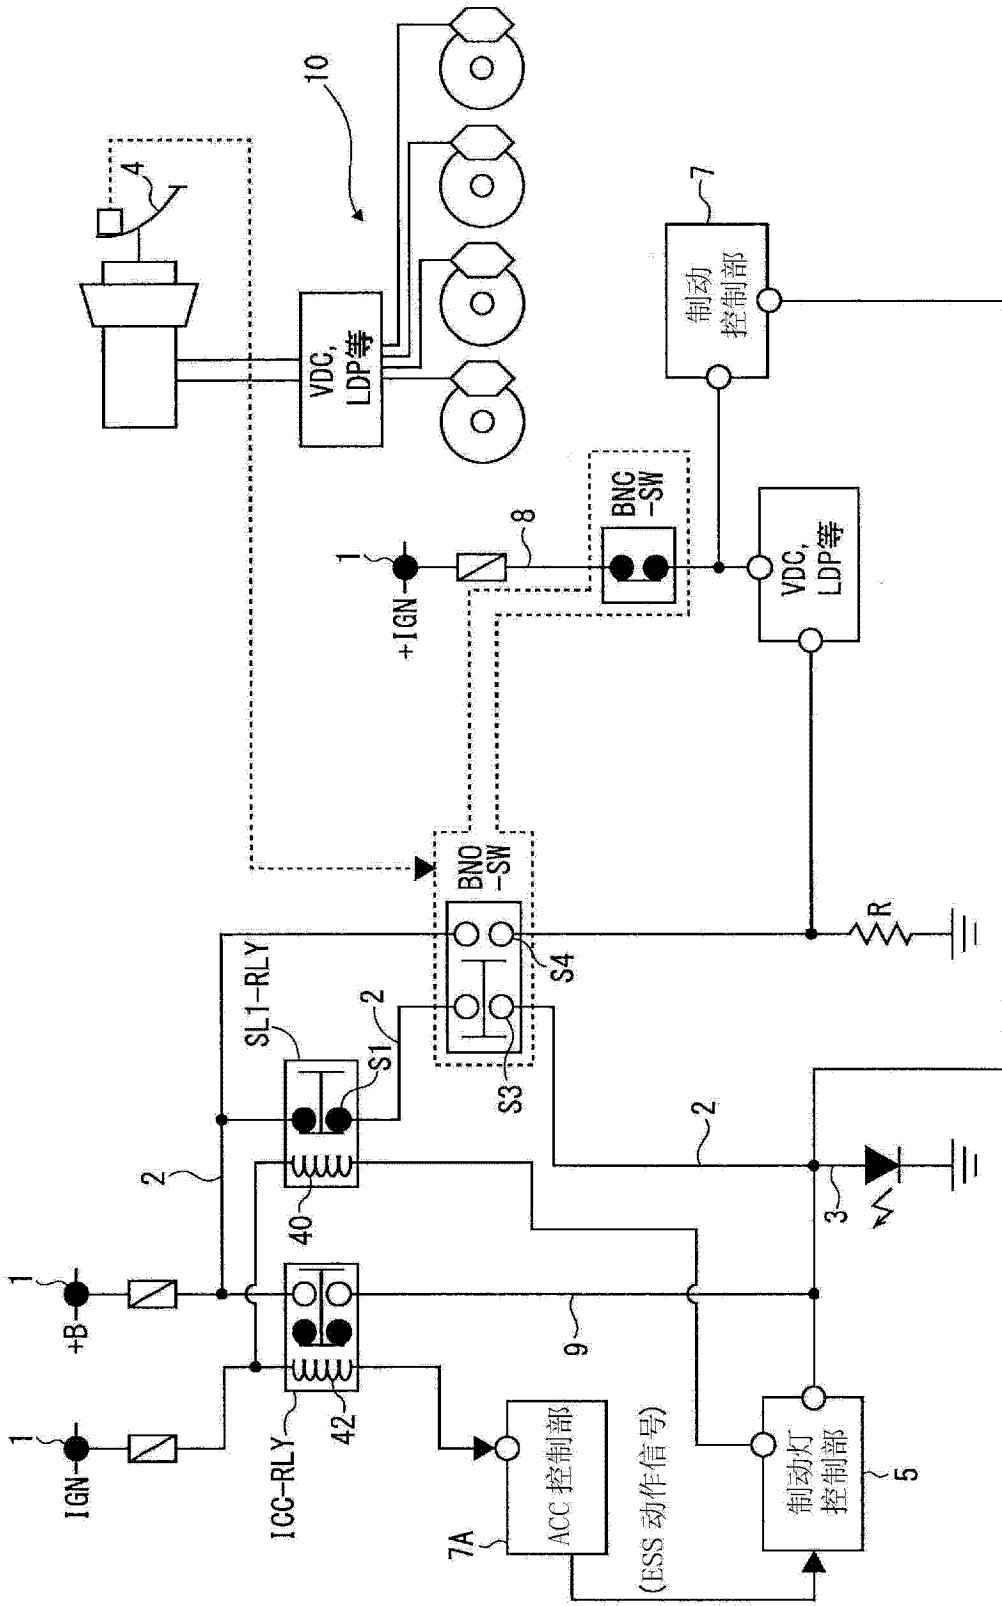 IGN
1
+B
1
2
ICC-RLY
42
40
SL1-RLY
S1
2
BNO
-SW
S3
S4
2
9
7A
ACC 控制部
(ESS 动作信号)
制动灯
控制部
5
3
R
+IGN
1
8
BNC
-SW
VDC,
LDP等
制动
控制部
7
VDC,
LDP等
10
4